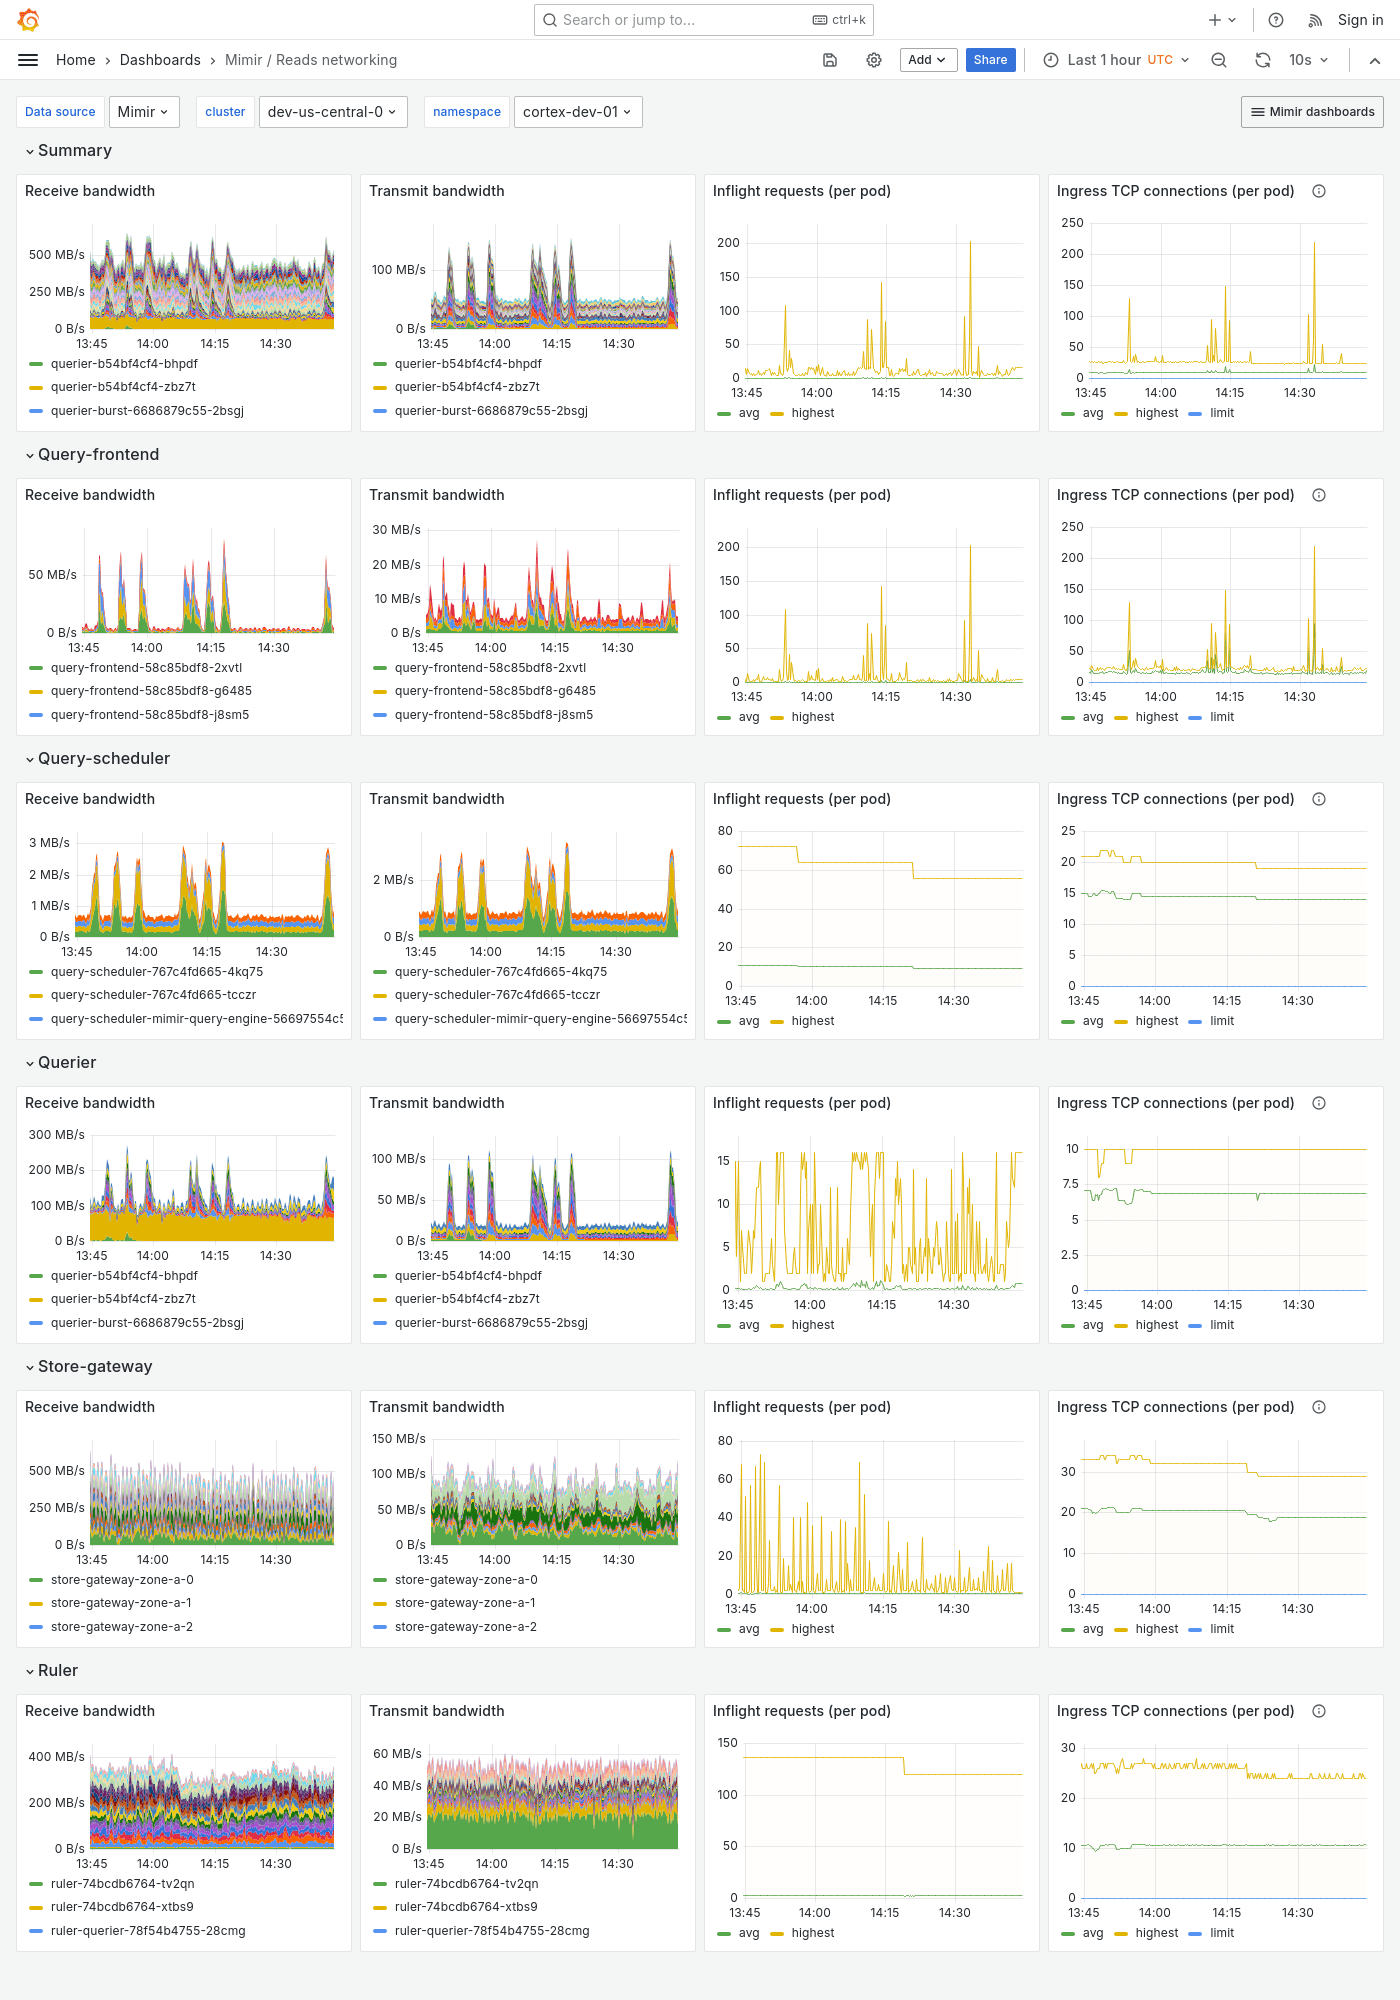 Search or jump to... ctrl+k Sign in
Home > Dashboards > Mimir / Reads networking Add Share Last 1 hour UTC 10s
Data source Mimir cluster dev-us-central-0 namespace cortex-dev-01 Mimir dashboards
Summary
Receive bandwidth
500 MB/s
250 MB/s
0 B/s
13:45 14:00 14:15 14:30
querier-b54bf4cf4-bhpdf
querier-b54bf4cf4-zbz7t
querier-burst-6686879c55-2bsgj
Transmit bandwidth
100 MB/s
0 B/s
13:45 14:00 14:15 14:30
querier-b54bf4cf4-bhpdf
querier-b54bf4cf4-zbz7t
querier-burst-6686879c55-2bsgj
Inflight requests (per pod)
200
150
100
50
0
13:45 14:00 14:15 14:30
avg highest
Ingress TCP connections (per pod)
250
200
150
100
50
0
13:45 14:00 14:15 14:30
avg highest limit
Query-frontend
Receive bandwidth
50 MB/s
0 B/s
13:45 14:00 14:15 14:30
query-frontend-58c85bdf8-2xvtl
query-frontend-58c85bdf8-g6485
query-frontend-58c85bdf8-j8sm5
Transmit bandwidth
30 MB/s
20 MB/s
10 MB/s
0 B/s
13:45 14:00 14:15 14:30
query-frontend-58c85bdf8-2xvtl
query-frontend-58c85bdf8-g6485
query-frontend-58c85bdf8-j8sm5
Inflight requests (per pod)
200
150
100
50
0
13:45 14:00 14:15 14:30
avg highest
Ingress TCP connections (per pod)
250
200
150
100
50
0
13:45 14:00 14:15 14:30
avg highest limit
Query-scheduler
Receive bandwidth
3 MB/s
2 MB/s
1 MB/s
0 B/s
13:45 14:00 14:15 14:30
query-scheduler-767c4fd665-4kq75
query-scheduler-767c4fd665-tcczr
query-scheduler-mimir-query-engine-56697554c5
Transmit bandwidth
2 MB/s
0 B/s
13:45 14:00 14:15 14:30
query-scheduler-767c4fd665-4kq75
query-scheduler-767c4fd665-tcczr
query-scheduler-mimir-query-engine-56697554c5
Inflight requests (per pod)
80
60
40
20
0
13:45 14:00 14:15 14:30
avg highest
Ingress TCP connections (per pod)
25
20
15
10
5
0
13:45 14:00 14:15 14:30
avg highest limit
Querier
Receive bandwidth
300 MB/s
200 MB/s
100 MB/s
0 B/s
13:45 14:00 14:15 14:30
querier-b54bf4cf4-bhpdf
querier-b54bf4cf4-zbz7t
querier-burst-6686879c55-2bsgj
Transmit bandwidth
100 MB/s
50 MB/s
0 B/s
13:45 14:00 14:15 14:30
querier-b54bf4cf4-bhpdf
querier-b54bf4cf4-zbz7t
querier-burst-6686879c55-2bsgj
Inflight requests (per pod)
15
10
5
0
13:45 14:00 14:15 14:30
avg highest
Ingress TCP connections (per pod)
10
7.5
5
2.5
0
13:45 14:00 14:15 14:30
avg highest limit
Store-gateway
Receive bandwidth
500 MB/s
250 MB/s
0 B/s
13:45 14:00 14:15 14:30
store-gateway-zone-a-0
store-gateway-zone-a-1
store-gateway-zone-a-2
Transmit bandwidth
150 MB/s
100 MB/s
50 MB/s
0 B/s
13:45 14:00 14:15 14:30
store-gateway-zone-a-0
store-gateway-zone-a-1
store-gateway-zone-a-2
Inflight requests (per pod)
80
60
40
20
0
13:45 14:00 14:15 14:30
avg highest
Ingress TCP connections (per pod)
30
20
10
0
13:45 14:00 14:15 14:30
avg highest limit
Ruler
Receive bandwidth
400 MB/s
200 MB/s
0 B/s
13:45 14:00 14:15 14:30
ruler-74bcdb6764-tv2qn
ruler-74bcdb6764-xtbs9
ruler-querier-78f54b4755-28cmg
Transmit bandwidth
60 MB/s
40 MB/s
20 MB/s
0 B/s
13:45 14:00 14:15 14:30
ruler-74bcdb6764-tv2qn
ruler-74bcdb6764-xtbs9
ruler-querier-78f54b4755-28cmg
Inflight requests (per pod)
150
100
50
0
13:45 14:00 14:15 14:30
avg highest
Ingress TCP connections (per pod)
30
20
10
0
13:45 14:00 14:15 14:30
avg highest limit